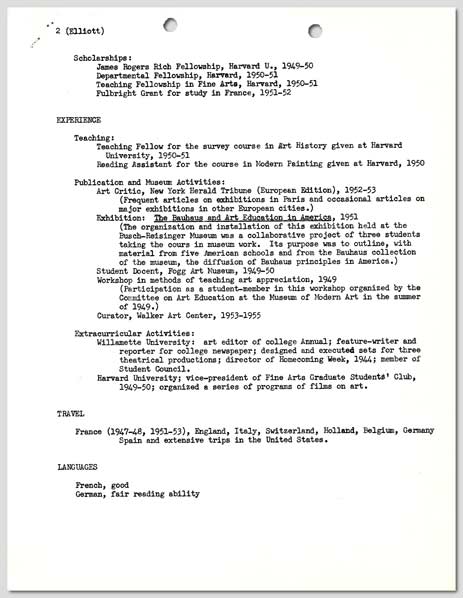 2 (Elliott)
Scholarships:
James Rogers Rich Fellowship, Harvard U., 1949-50
Departmental Fellowship, Harvard, 1950-51
Teaching Fellowship in Fine Arts, Harvard, 1950-51
Fulbright Grant for study in France, 1951-52
EXPERIENCE
Teaching:
Teaching Fellow for the survey course in Art History given at Harvard
University, 1950-51
Reading Assistant for the course in Modern Painting given at Harvard, 1950
Publication and Museum Activities:
Art Critic, New York Herald Tribune (European Edition), 1952-53
(Frequent articles on exhibitions in Paris and occasional articles on
major exhibitions in other European cities.)
Exhibition: The Bauhaus and Art Education in America, 1951
(The organization and installation of this exhibition held at the
Busch-Reisinger Museum was a collaborative project of three students
taking the cours in museum work. Its purpose was to outline, with
material from five American schools and from the Bauhaus collection
of the museum, the diffusion of Bauhaus principles in America.)
Student Docent, Fogg Art Museum, 1949-50
Workshop in methods of teaching art appreciation, 1949
(Participation as a student-member in this workshop organized by the
Committee on Art Education at the Museum of Modern Art in the summer
of 1949.)
Curator, Walker Art Center, 1953-1955
Extracurricular Activities:
Willamette University: art editor of college Annual; feature-writer and
reporter for college newspaper; designed and executed sets for three
theatrical productions; director of Homecoming Week, 1944; member of
Student Council.
Harvard University; vice-president of Fine Arts Graduate Students' Club,
1949-50; organized a series of programs of films on art.
TRAVEL
France (1947-48, 1951-53), England, Italy, Switzerland, Holland, Belgium, Germany
Spain and extensive trips in the United States.
LANGUAGES
French, good
German, fair reading ability